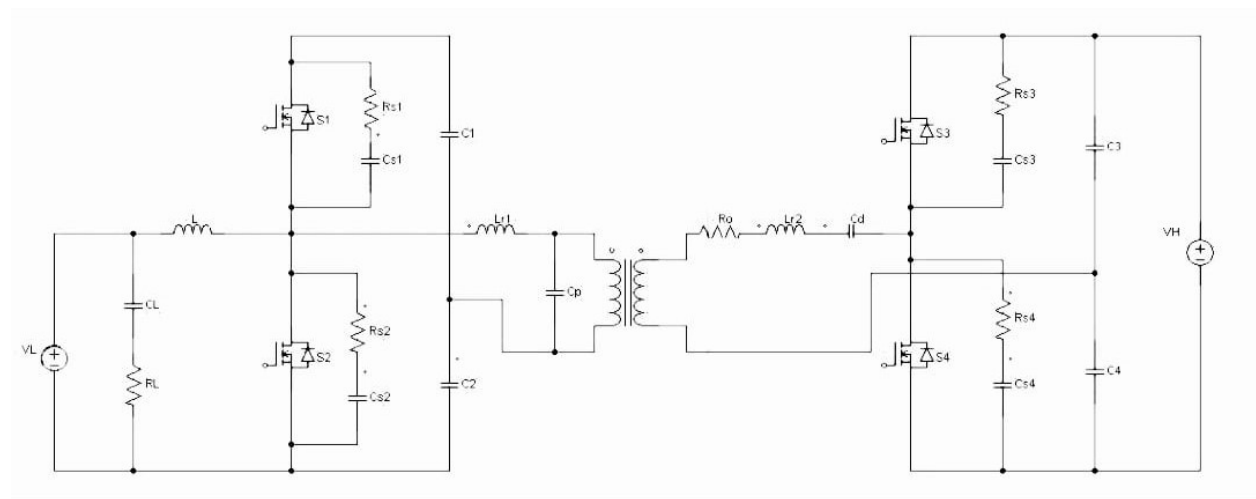 Rs1
S1
Cs1
C1
Rs3
S3
Cs3
C3
L
Lr1
Ro
Lr2
Cd
VH
CL
Cp
VL
RL
Rs2
S2
Cs2
C2
Rs4
S4
Cs4
C4